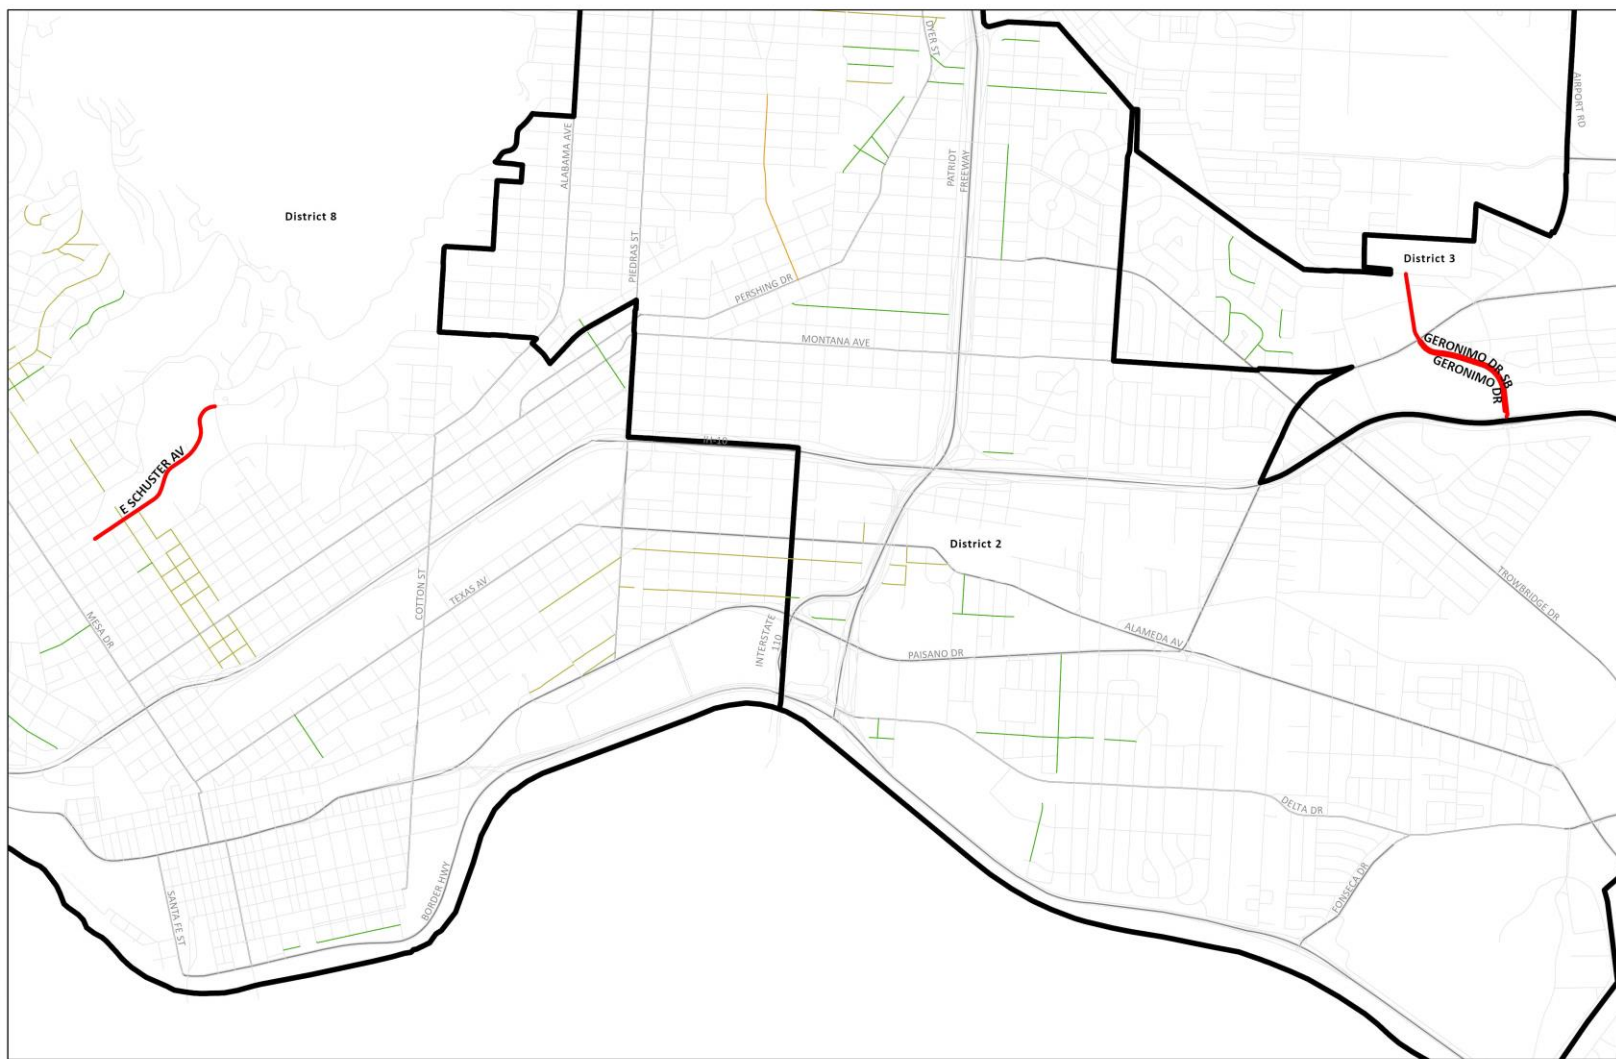 DYER ST
AIRPORT RD
ALABAMA AVE
PATRIOT
FREEWAY
District 8
PIEDRAS ST
District 3
PERSHING DR
MONTANA AVE
GERONIMO DR SB
GERONIMO DR
IH-10
E SCHUSTER AV
District 2
COTTON ST
TEXAS AV
TROWBRIDGE DR
MESA DR
INTERSTATE
110
ALAMEDA AV
PAISANO DR
DELTA DR
BORDER HWY
FONSECA DR
SANTA FE ST